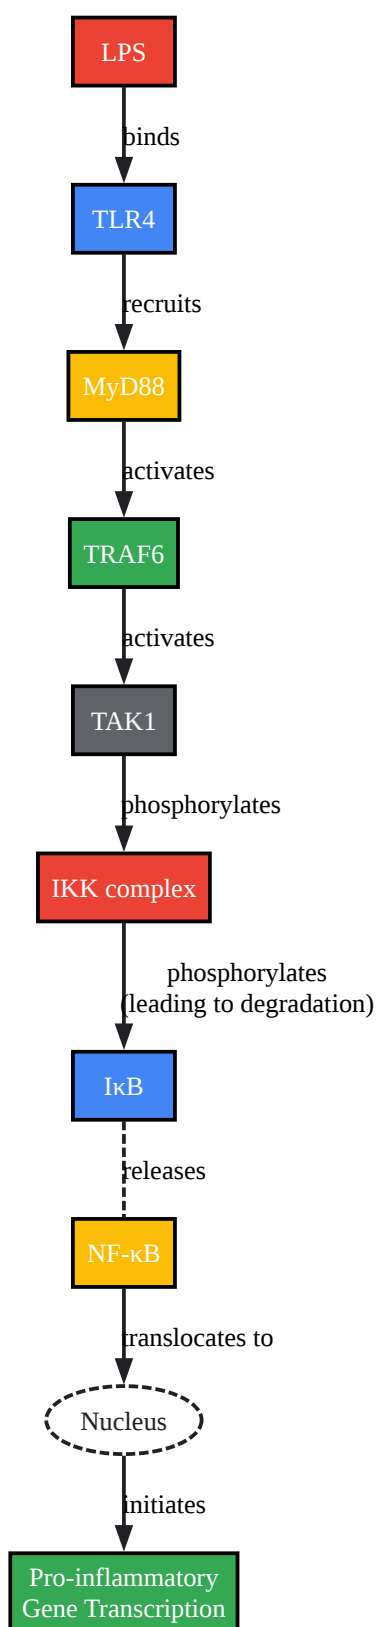 LPS
binds
TLR4
recruits
MyD88
activates
TRAF6
activates
TAK1
phosphorylates
IKK complex
phosphorylates
(leading to degradation)
IκB
releases
NF-κB
translocates to
Nucleus
initiates
Pro-inflammatory
Gene Transcription